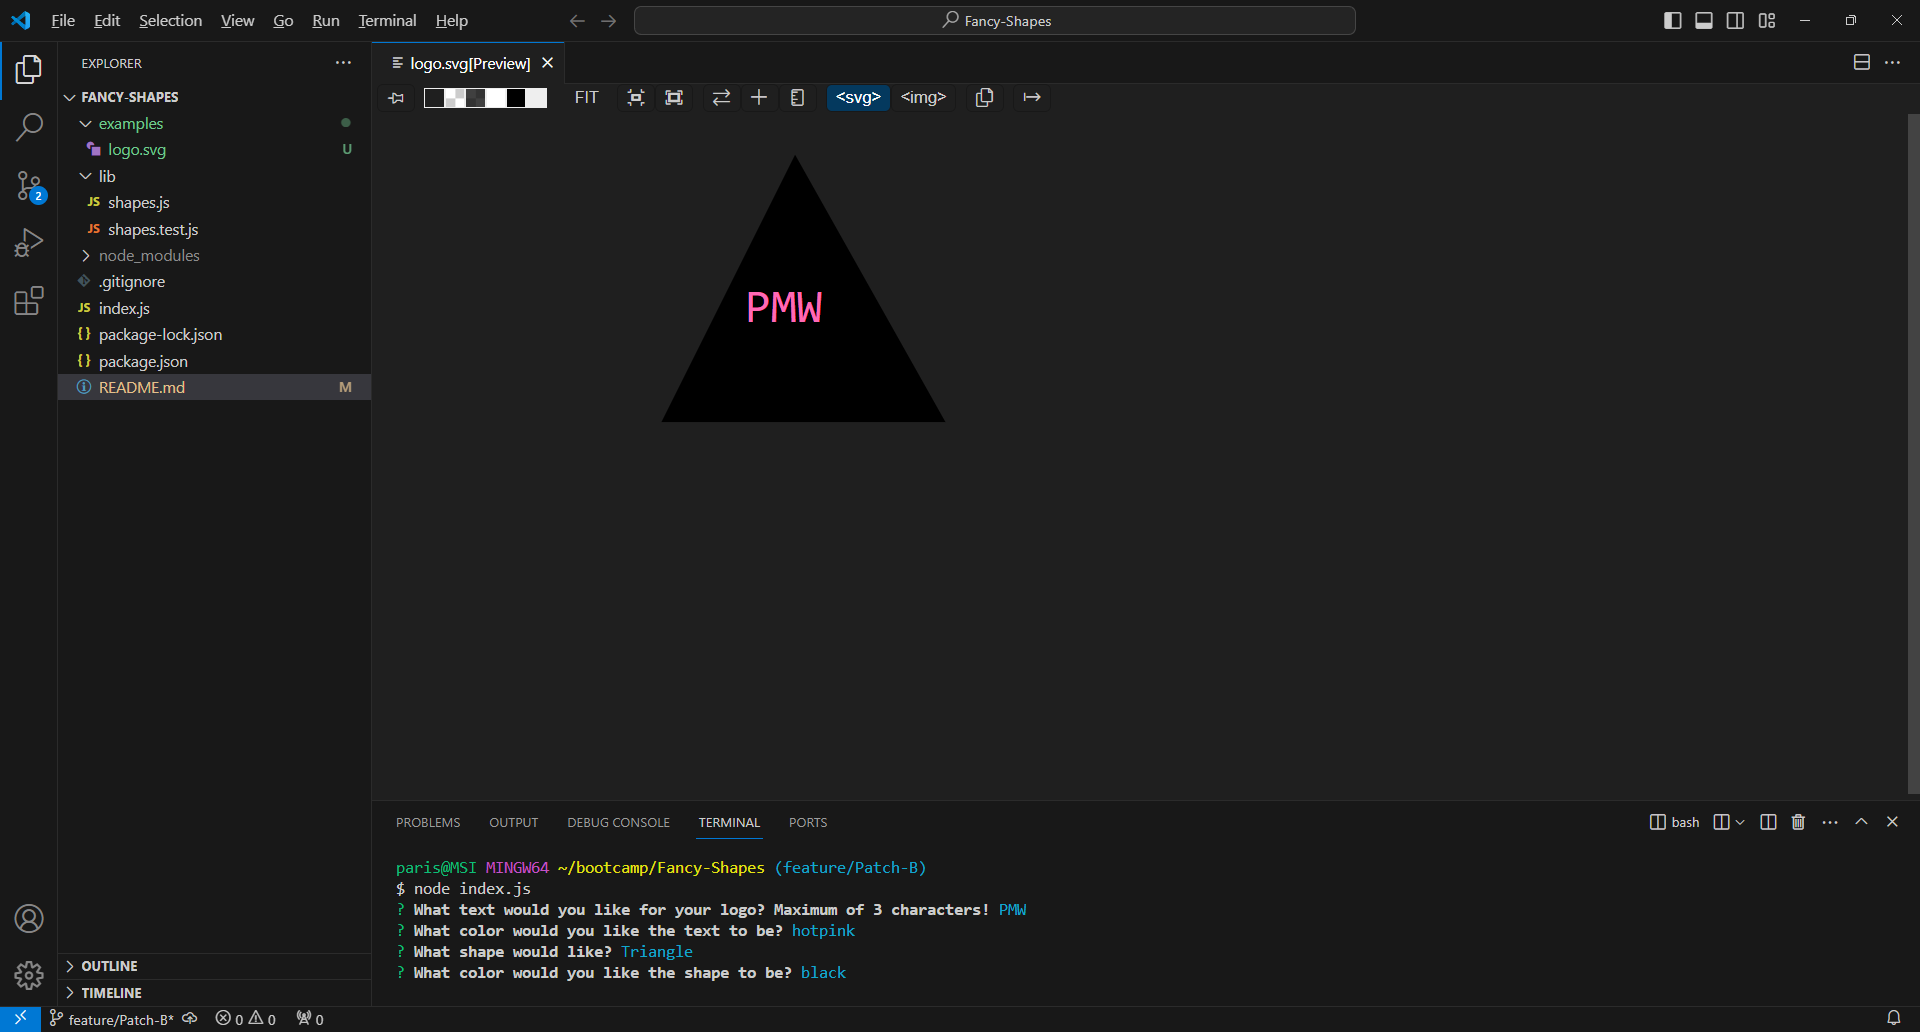 File Edit Selection View Go Run Terminal Help
Fancy-Shapes
EXPLORER
FANCY-SHAPES
examples
logo.svg U
lib
JS shapes.js
JS shapes.test.js
node_modules
.gitignore
JS index.js
{} package-lock.json
{} package.json
README.md M
OUTLINE
TIMELINE
2
logo.svg[Preview]
FIT <svg> <img>
PMW
PROBLEMS OUTPUT DEBUG CONSOLE TERMINAL PORTS
bash
paris@MSI MINGW64 ~/bootcamp/Fancy-Shapes (feature/Patch-B)
$ node index.js
? What text would you like for your logo? Maximum of 3 characters! PMW
? What color would you like the text to be? hotpink
? What shape would like? Triangle
? What color would you like the shape to be? black
feature/Patch-B* 0 0 0